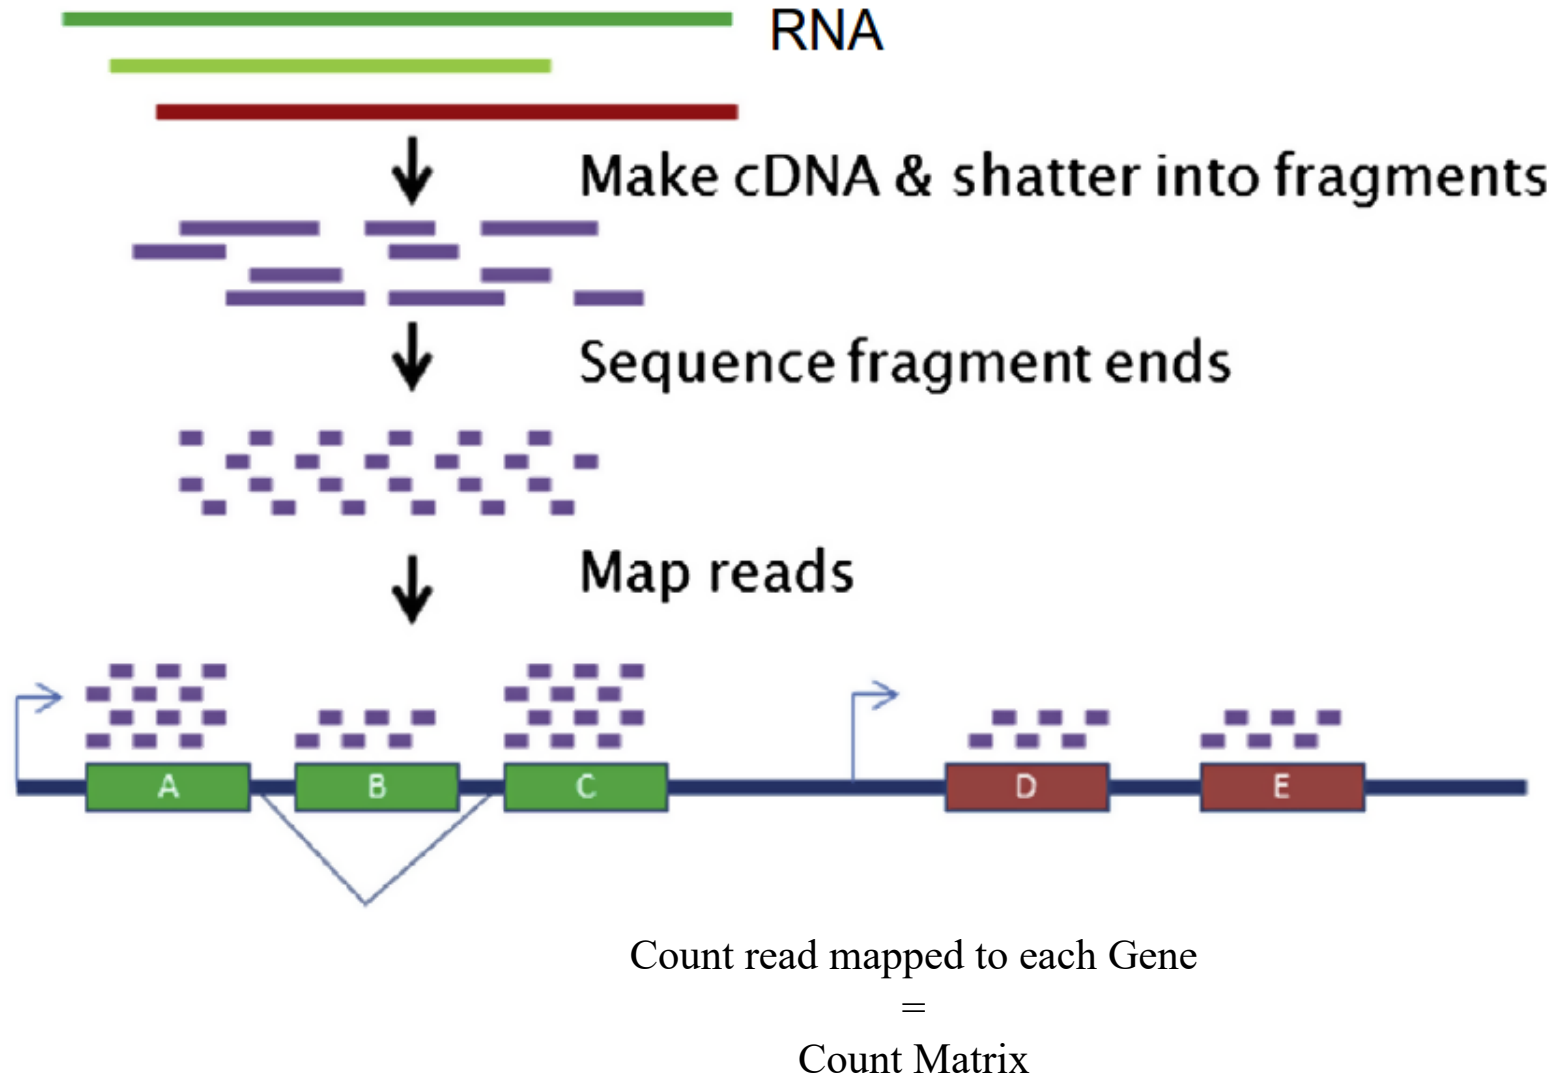 RNA
Make cDNA & shatter into fragments
Sequence fragment ends
Map reads
A B C D E
Count read mapped to each Gene
=
Count Matrix